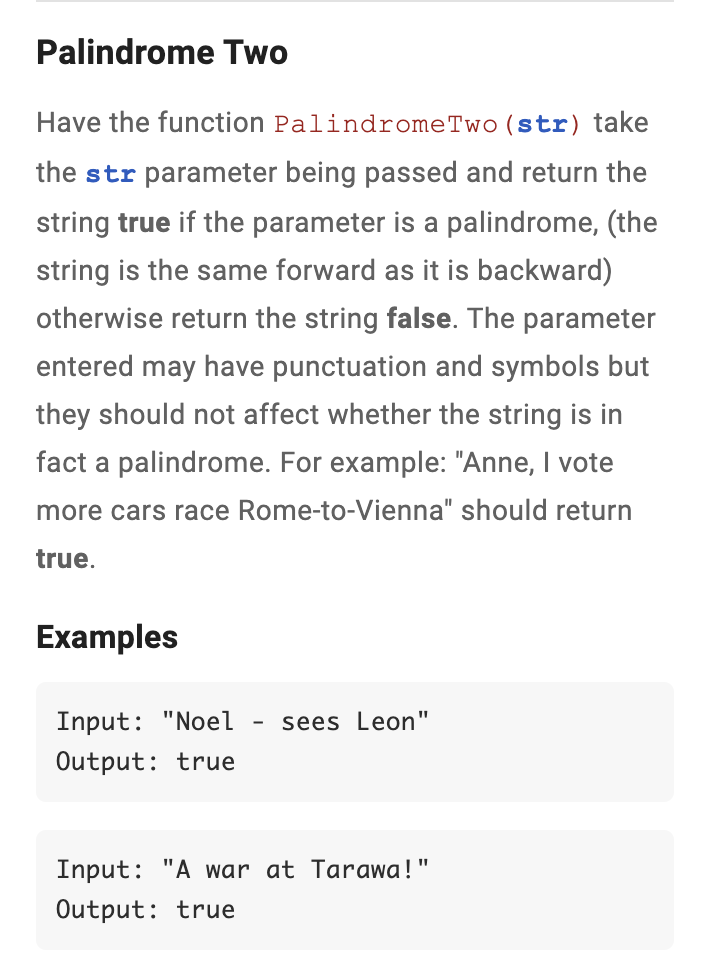 Palindrome Two
Have the function PalindromeTwo(str) take
the str parameter being passed and return the
string true if the parameter is a palindrome, (the
string is the same forward as it is backward)
otherwise return the string false. The parameter
entered may have punctuation and symbols but
they should not affect whether the string is in
fact a palindrome. For example: "Anne, I vote
more cars race Rome-to-Vienna" should return
true.
Examples
Input: "Noel - sees Leon"
Output: true
Input: "A war at Tarawa!"
Output: true